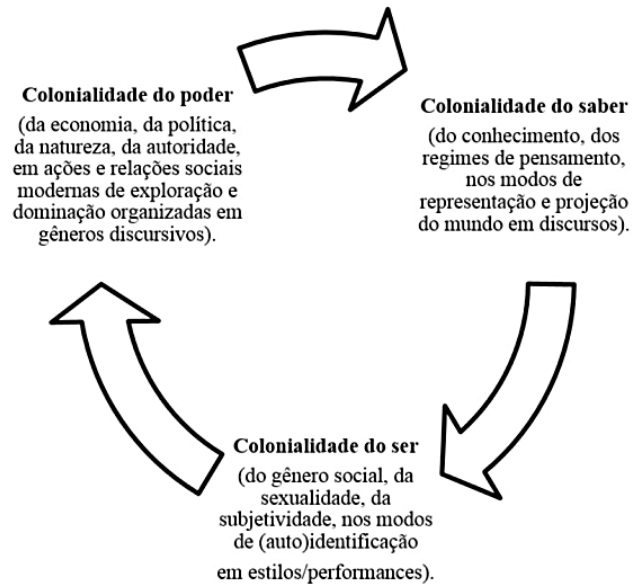 Colonialidade do poder
(da economia, da política,
da natureza, da autoridade,
em ações e relações sociais
modernas de exploração e
dominação organizadas em
gêneros discursivos).
Colonialidade do saber
(do conhecimento, dos
regimes de pensamento,
nos modos de
representação e projeção
do mundo em discursos).
Colonialidade do ser
(do gênero social, da
sexualidade, da
subjetividade, nos modos
de (auto)identificação
em estilos/performances).